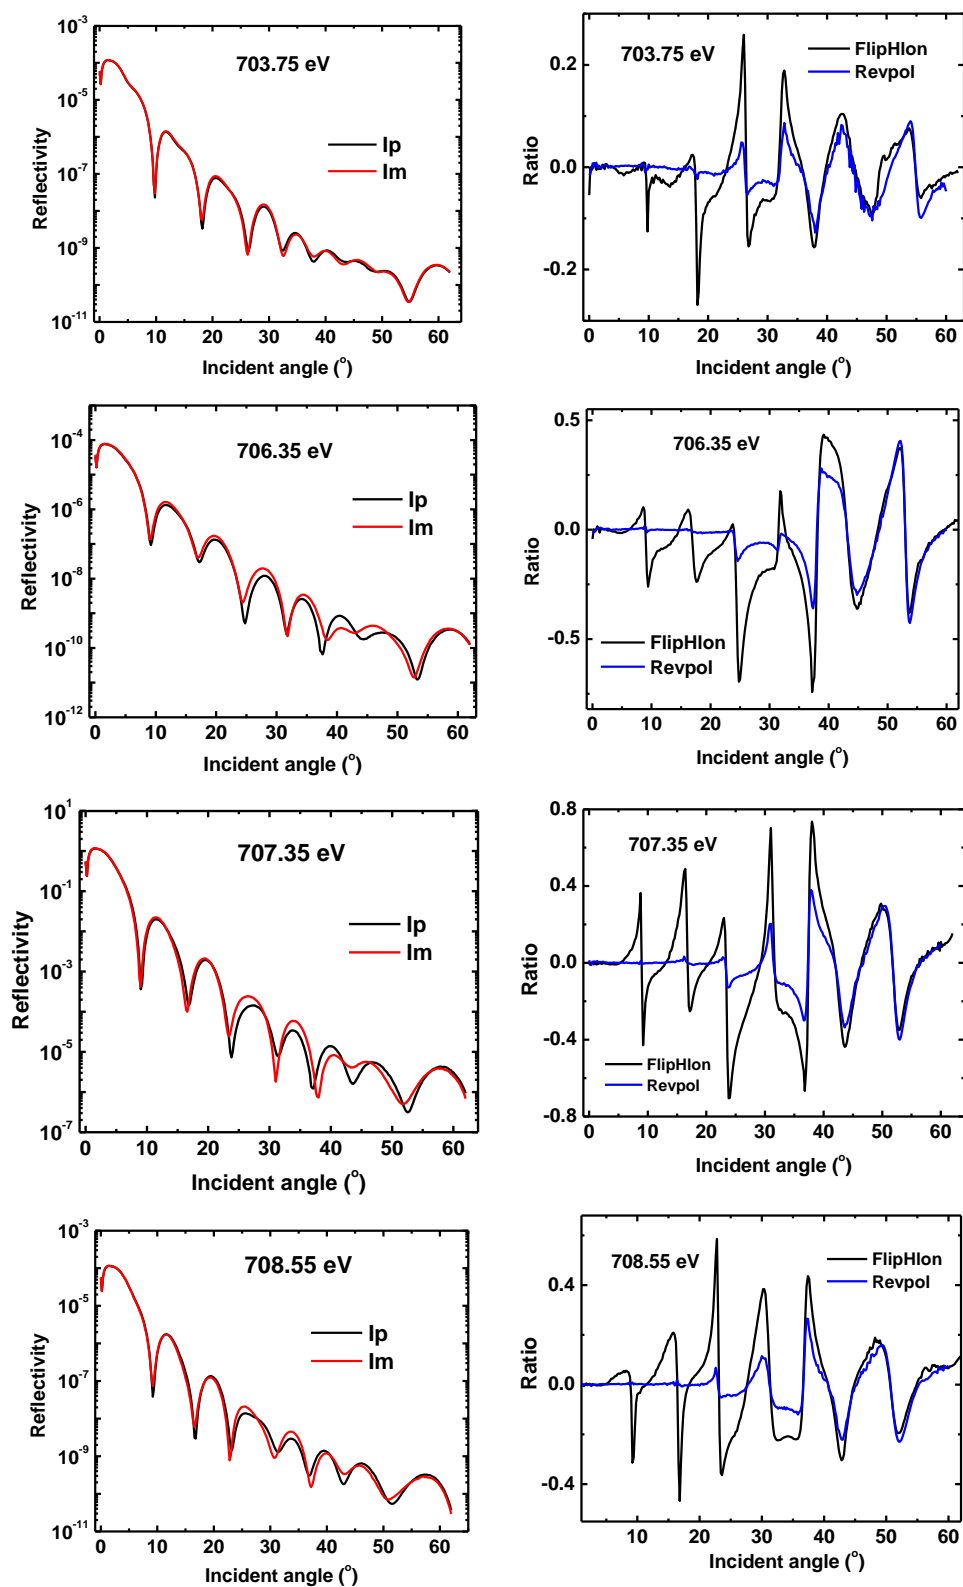 10⁻³
10⁻⁵
10⁻⁷
10⁻⁹
10⁻¹¹
Reflectivity
703.75 eV
Ip
Im
0 10 20 30 40 50 60
Incident angle (°)
0.2
0.0
-0.2
Ratio
703.75 eV
FlipHlon
Revpol
0 10 20 30 40 50 60
Incident angle (°)
10⁻⁴
10⁻⁶
10⁻⁸
10⁻¹⁰
10⁻¹²
Reflectivity
706.35 eV
Ip
Im
0 10 20 30 40 50 60
Incident angle (°)
0.5
0.0
-0.5
Ratio
706.35 eV
FlipHlon
Revpol
0 10 20 30 40 50 60
Incident angle (°)
10¹
10⁻¹
10⁻³
10⁻⁵
10⁻⁷
Reflectivity
707.35 eV
Ip
Im
0 10 20 30 40 50 60
Incident angle (°)
0.8
0.4
0.0
-0.4
-0.8
Ratio
707.35 eV
FlipHlon
Revpol
0 10 20 30 40 50 60
Incident angle (°)
10⁻³
10⁻⁵
10⁻⁷
10⁻⁹
10⁻¹¹
Reflectivity
708.55 eV
Ip
Im
0 10 20 30 40 50 60
Incident angle (°)
0.4
0.0
-0.4
Ratio
708.55 eV
FlipHlon
Revpol
10 20 30 40 50 60
Incident angle (°)